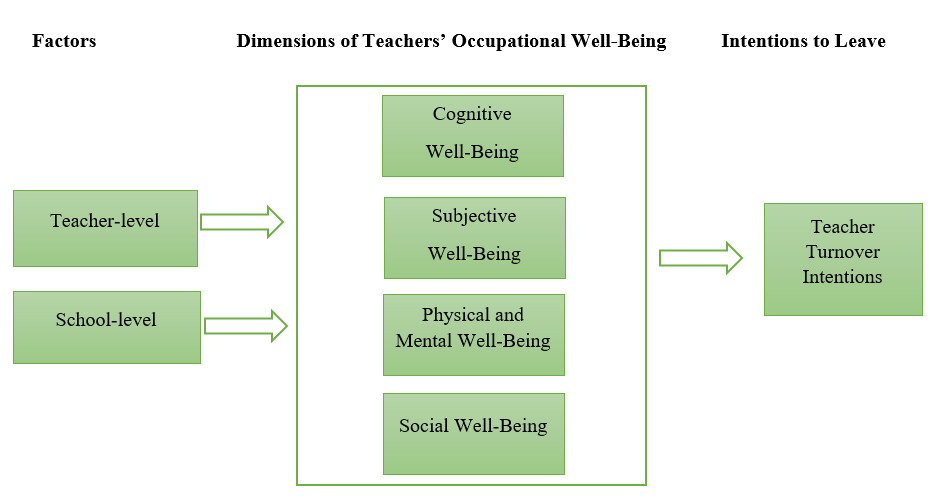 Factors
Dimensions of Teachers’ Occupational Well-Being
Intentions to Leave
Teacher-level
School-level
Cognitive
Well-Being
Subjective
Well-Being
Physical and
Mental Well-Being
Social Well-Being
Teacher
Turnover
Intentions